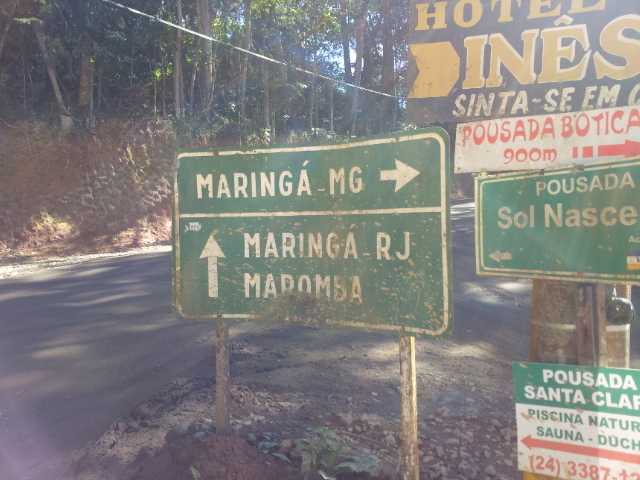 HOTEL
INÊS
SINTA-SE EM
POUSADA BOTICA
900m
MARINGÁ-MG
MARINGÁ-RJ
MAROMBA
POUSADA
Sol Nasce
POUSADA
SANTA CLAR
PISCINA NATUR
SAUNA - DUCH
(24) 3387-12